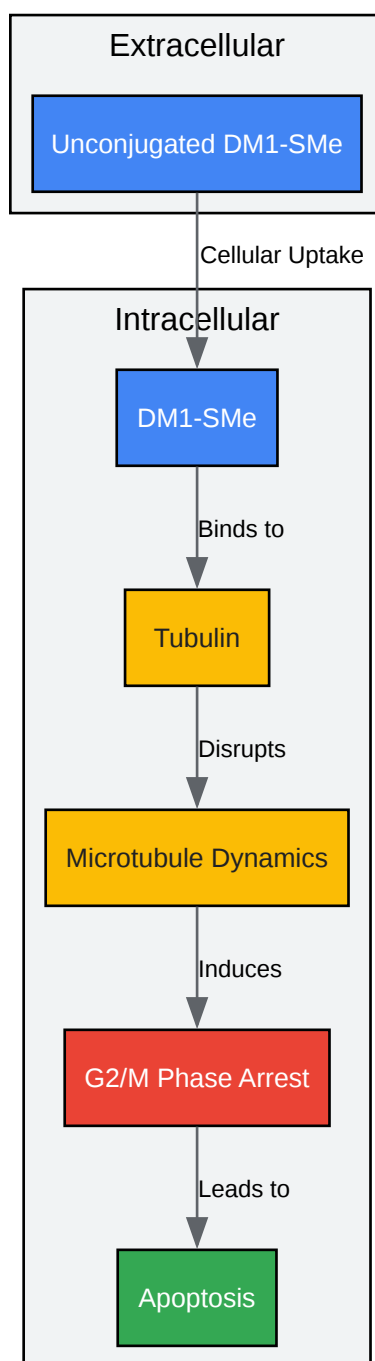 Extracellular
Unconjugated DM1-SMe
Cellular Uptake
Intracellular
DM1-SMe
Binds to
Tubulin
Disrupts
Microtubule Dynamics
Induces
G2/M Phase Arrest
Leads to
Apoptosis